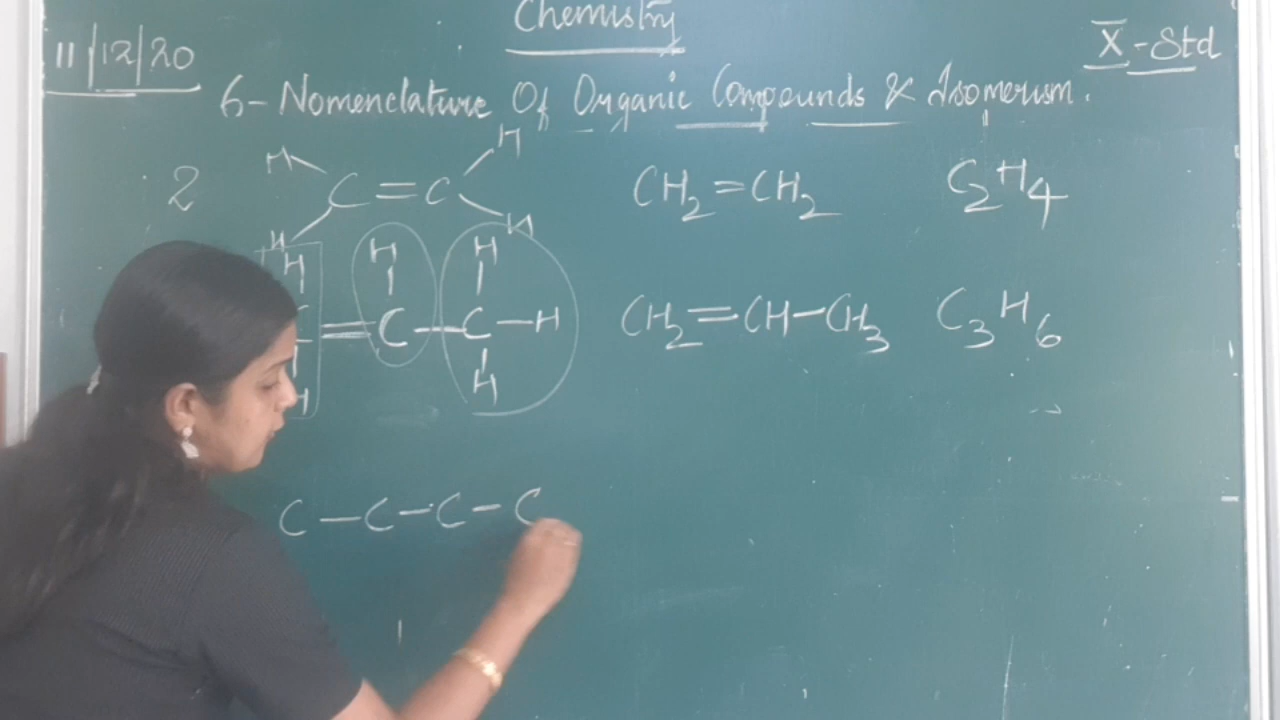 Chemistry
11/12/20
X - Std
6- Nomenclature Of Organic Compounds & Isomerism.
2
H H
C = C
H H
CH2=CH2 C2H4
H H H
= C — C — H
H H
CH2=CH-CH3 C3H6
C — C - C - C